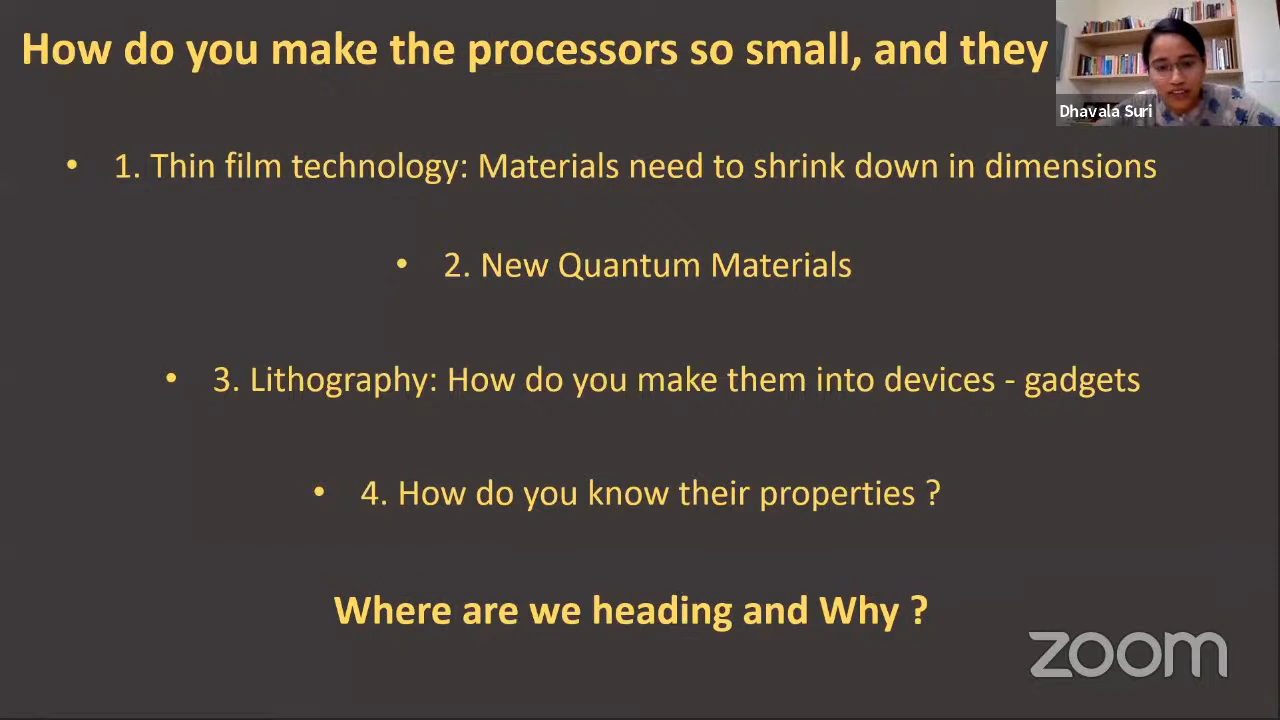 How do you make the processors so small, and they
Dhavala Suri
• 1. Thin film technology: Materials need to shrink down in dimensions
• 2. New Quantum Materials
• 3. Lithography: How do you make them into devices - gadgets
• 4. How do you know their properties ?
Where are we heading and Why ?
zoom